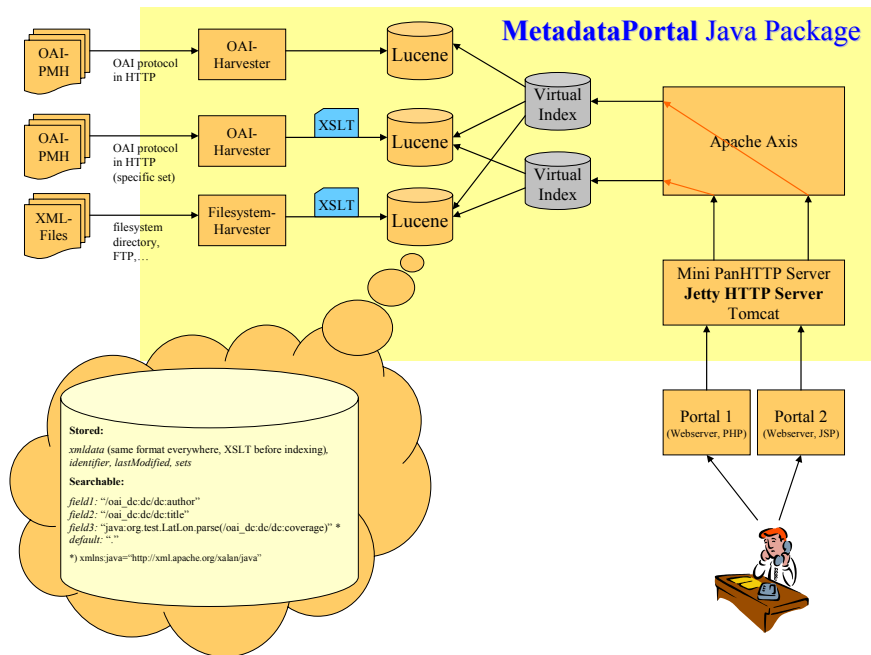 MetadataPortal Java Package
OAI-
PMH
OAI protocol
in HTTP
OAI-
Harvester
Lucene
OAI-
PMH
OAI protocol
in HTTP
(specific set)
OAI-
Harvester
XSLT
Lucene
XML-
Files
filesystem
directory,
FTP,…
Filesystem-
Harvester
XSLT
Lucene
Virtual
Index
Virtual
Index
Apache Axis
Mini PanHTTP Server
Jetty HTTP Server
Tomcat
Portal 1
(Webserver, PHP)
Portal 2
(Webserver, JSP)
Stored:
xmldata (same format everywhere, XSLT before indexing),
identifier, lastModified, sets
Searchable:
field1: “/oai_dc:dc/dc:author”
field2: “/oai_dc:dc/dc:title”
field3: “java:org.test.LatLon.parse(/oai_dc:dc/dc:coverage)” *
default: “.”
*) xmlns:java=“http://xml.apache.org/xalan/java”